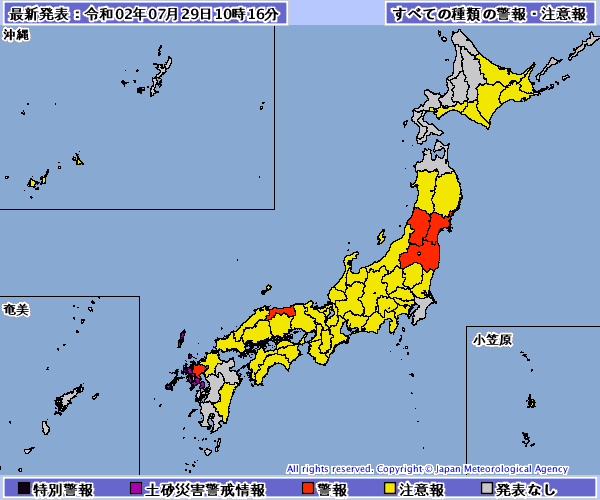 最新発表：令和02年07月29日10時16分 すべての種類の警報・注意報
沖縄
奄美
小笠原
All rights reserved. Copyright © Japan Meteorological Agency
特別警報 土砂災害警戒情報 警報 注意報 発表なし